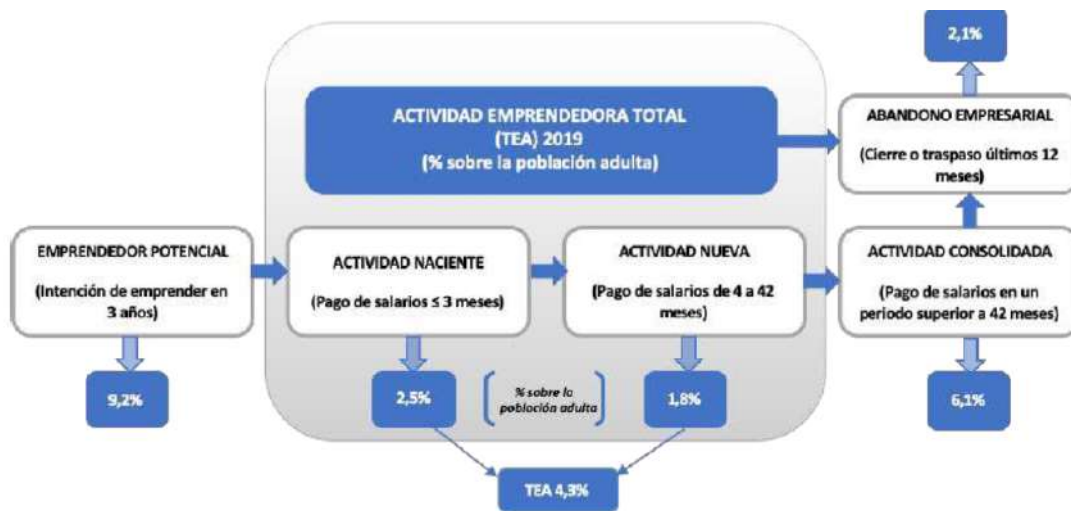 2,1%
ACTIVIDAD EMPRENDEDORA TOTAL
(TEA) 2019
(% sobre la población adulta)
ABANDONO EMPRESARIAL
(Cierre o traspaso últimos 12
meses)
EMPRENDEDOR POTENCIAL
(Intención de emprender en
3 años)
ACTIVIDAD NACIENTE
(Pago de salarios ≤ 3 meses)
ACTIVIDAD NUEVA
(Pago de salarios de 4 a 42
meses)
ACTIVIDAD CONSOLIDADA
(Pago de salarios en un
periodo superior a 42 meses)
9,2%
2,5%
% sobre la
población adulta
1,8%
6,1%
TEA 4,3%